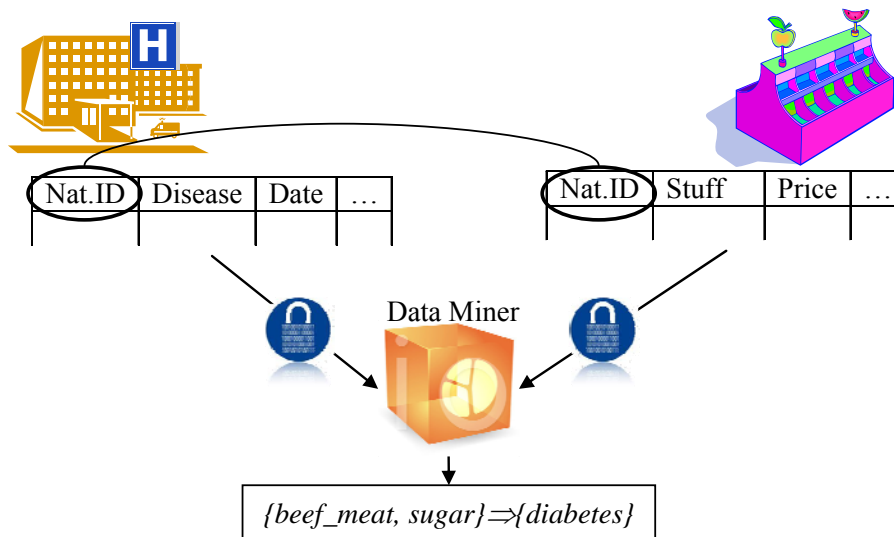 H
Nat.ID Disease Date …
Nat.ID Stuff Price …
Data Miner
{beef_meat, sugar}⇒{diabetes}